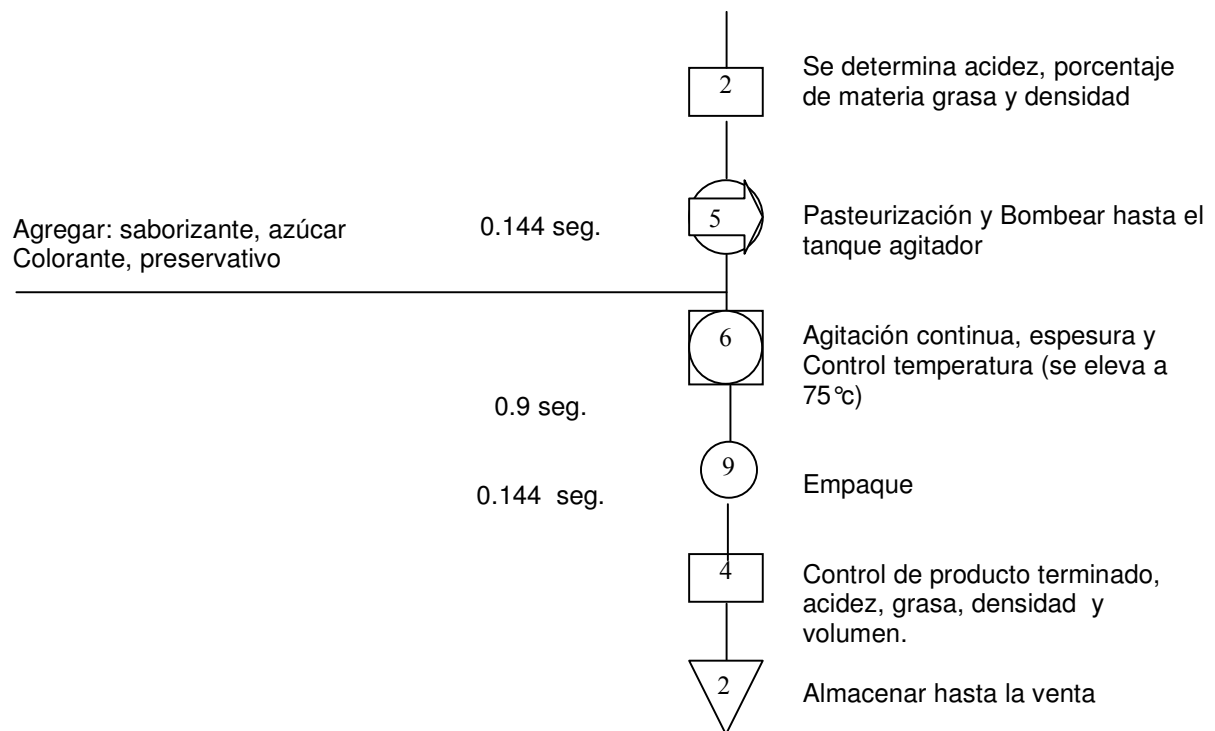 2
Se determina acidez, porcentaje
de materia grasa y densidad
Agregar: saborizante, azúcar
Colorante, preservativo
0.144 seg.
5
Pasteurización y Bombear hasta el
tanque agitador
6
Agitación continua, espesura y
Control temperatura (se eleva a
75°c)
0.9 seg.
9
Empaque
0.144 seg.
4
Control de producto terminado,
acidez, grasa, densidad y
volumen.
2
Almacenar hasta la venta